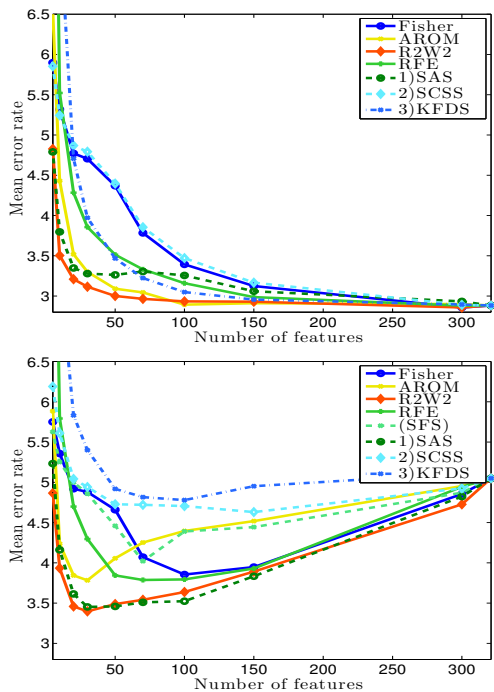 6.5
6
5.5
5
4.5
4
3.5
3
Mean error rate
50 100 150 200 250 300
Number of features
Fisher
AROM
R2W2
RFE
1)SAS
2)SCSS
3)KFDS
6.5
6
5.5
5
4.5
4
3.5
3
Mean error rate
50 100 150 200 250 300
Number of features
Fisher
AROM
R2W2
RFE
(SFS)
1)SAS
2)SCSS
3)KFDS